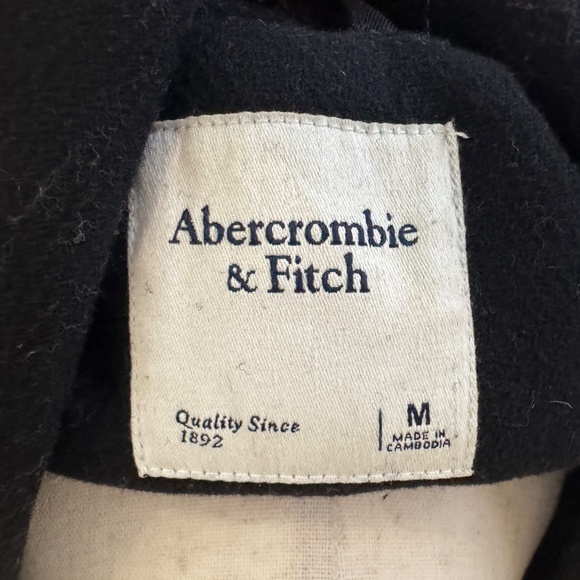 Abercrombie
& Fitch
Quality Since
1892
M
MADE IN
CAMBODIA